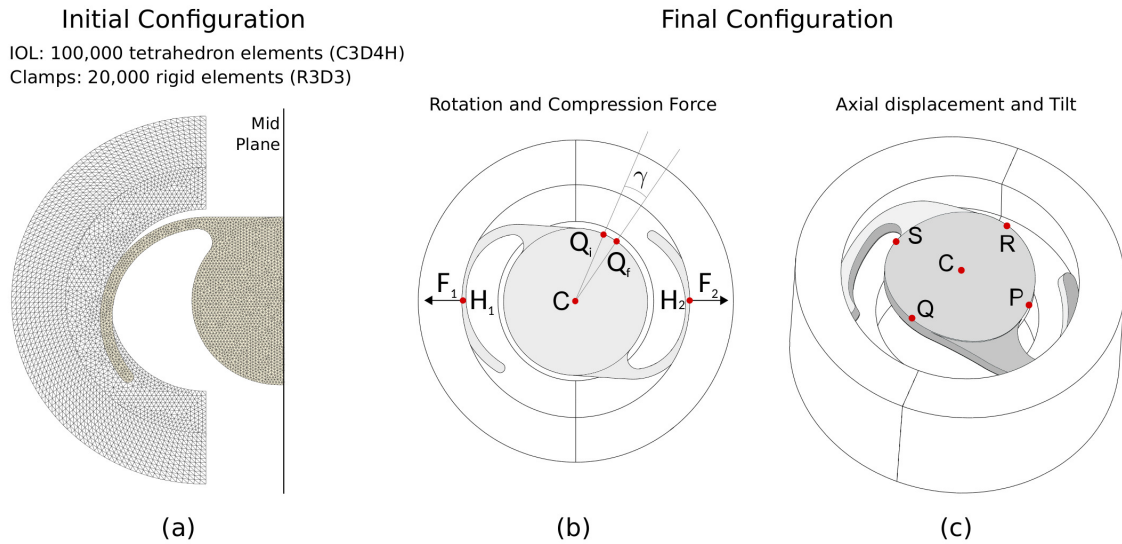 Initial Configuration
Final Configuration
IOL: 100,000 tetrahedron elements (C3D4H)
Clamps: 20,000 rigid elements (R3D3)
Mid
Plane
Rotation and Compression Force
Axial displacement and Tilt
γ
Qi
Qf
F1
H1
C
H2
F2
S
R
C
P
Q
(a)
(b)
(c)